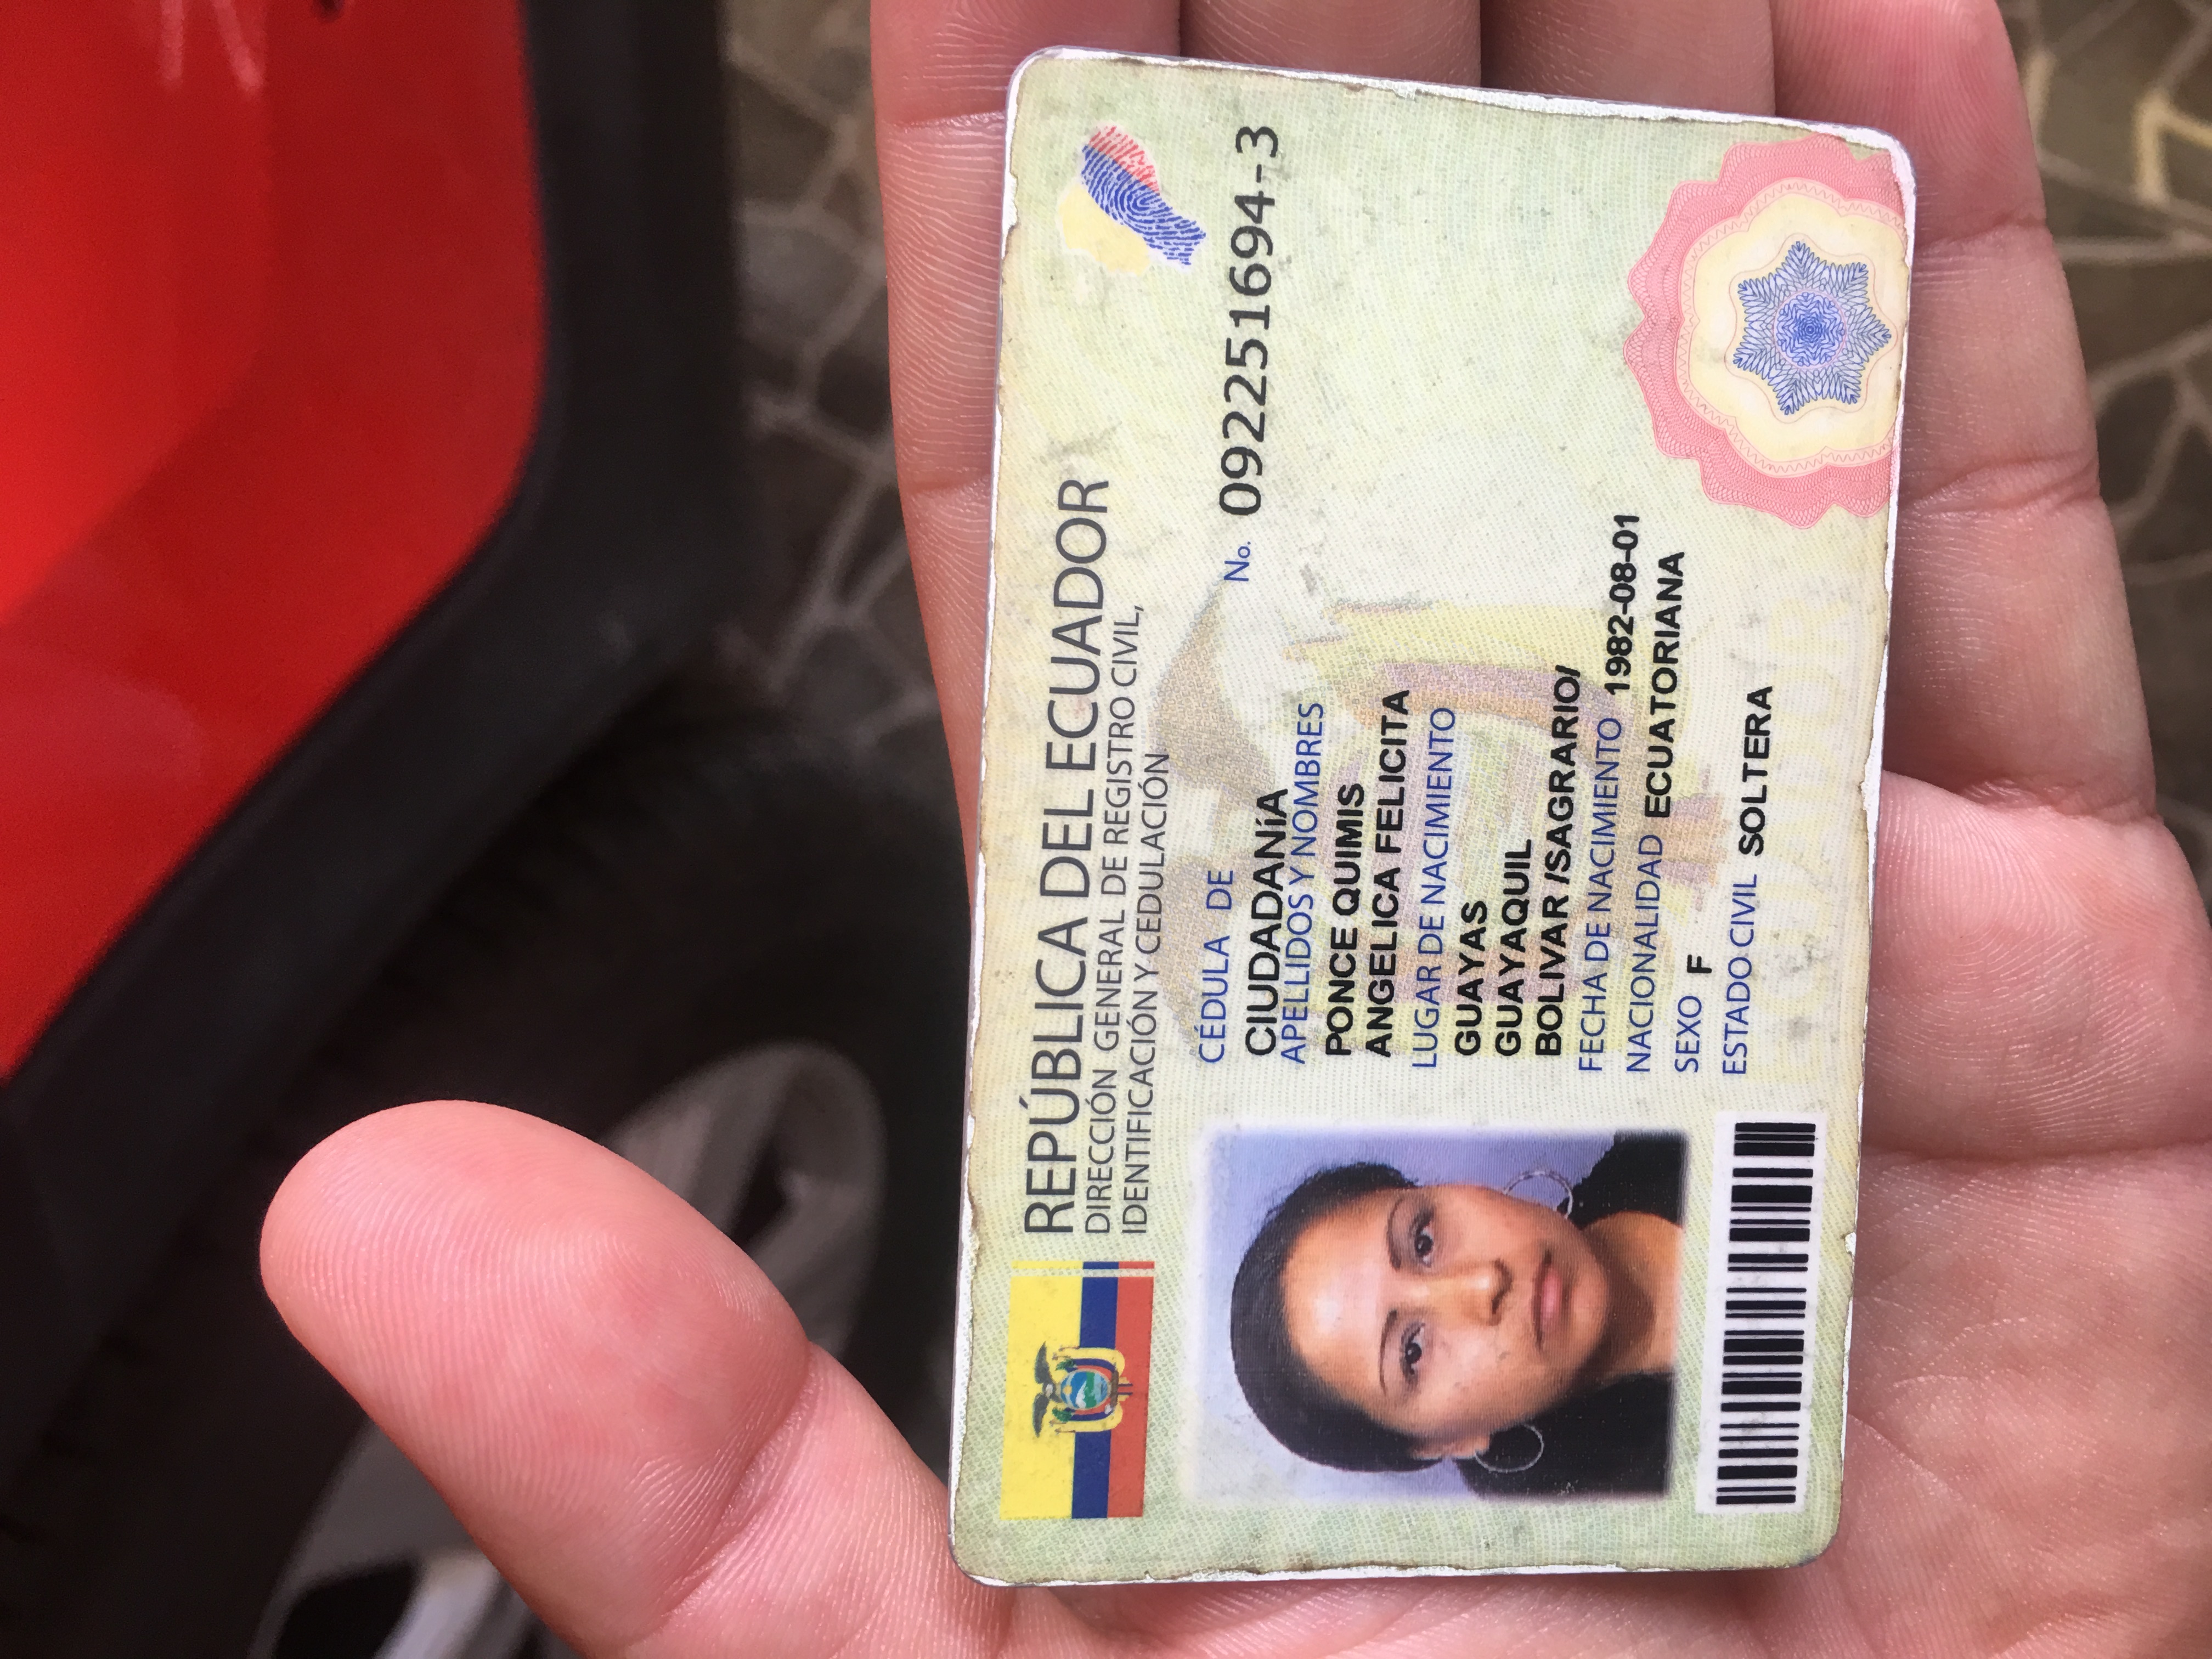 REPÚBLICA DEL ECUADOR
DIRECCIÓN GENERAL DE REGISTRO CIVIL,
IDENTIFICACIÓN Y CEDULACIÓN
CÉDULA DE No. 092251694-3
CIUDADANíA
APELLIDOS Y NOMBRES
PONCE QUIMIS
ANGELICA FELICITA
LUGAR DE NACIMIENTO
GUAYAS
GUAYAQUIL
BOLIVAR /SAGRARIO/
FECHA DE NACIMIENTO 1982-08-01
NACIONALIDAD ECUATORIANA
SEXO F
ESTADO CIVIL SOLTERA